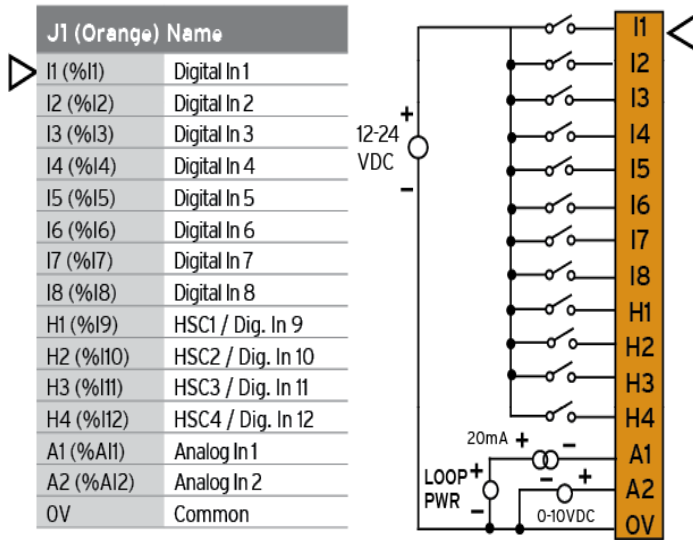 J1 (Orange) Name
I1 (%I1) Digital In 1
I2 (%I2) Digital In 2
I3 (%I3) Digital In 3
I4 (%I4) Digital In 4
I5 (%I5) Digital In 5
I6 (%I6) Digital In 6
I7 (%I7) Digital In 7
I8 (%I8) Digital In 8
H1 (%I9) HSC1 / Dig. In 9
H2 (%I10) HSC2 / Dig. In 10
H3 (%I11) HSC3 / Dig. In 11
H4 (%I12) HSC4 / Dig. In 12
A1 (%AI1) Analog In 1
A2 (%AI2) Analog In 2
0V Common
+
12-24
VDC
−
I1
I2
I3
I4
I5
I6
I7
I8
H1
H2
H3
H4
A1
A2
0V
20mA + −
LOOP +
PWR −
− +
0-10VDC